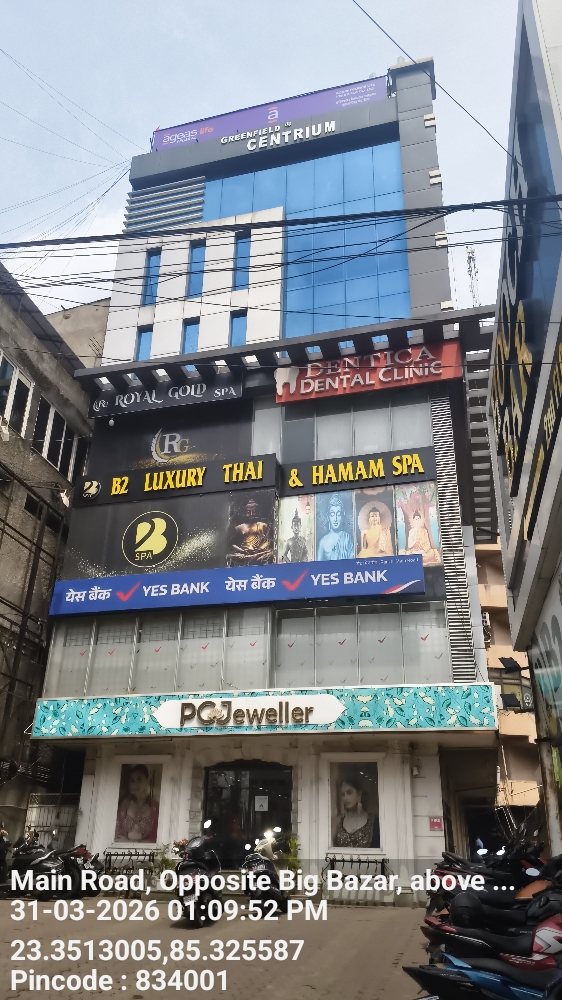 ageas life
a
GREENFIELD
CENTRIUM
DENTICA
DENTAL CLINIC
RG ROYAL GOLD SPA
RG
B2 LUXURY THAI & HAMAM SPA
B2
SPA
येस बैंक YES BANK येस बैंक YES BANK
PC Jeweller
Main Road, Opposite Big Bazar, above ...
31-03-2026 01:09:52 PM
23.3513005,85.325587
Pincode : 834001